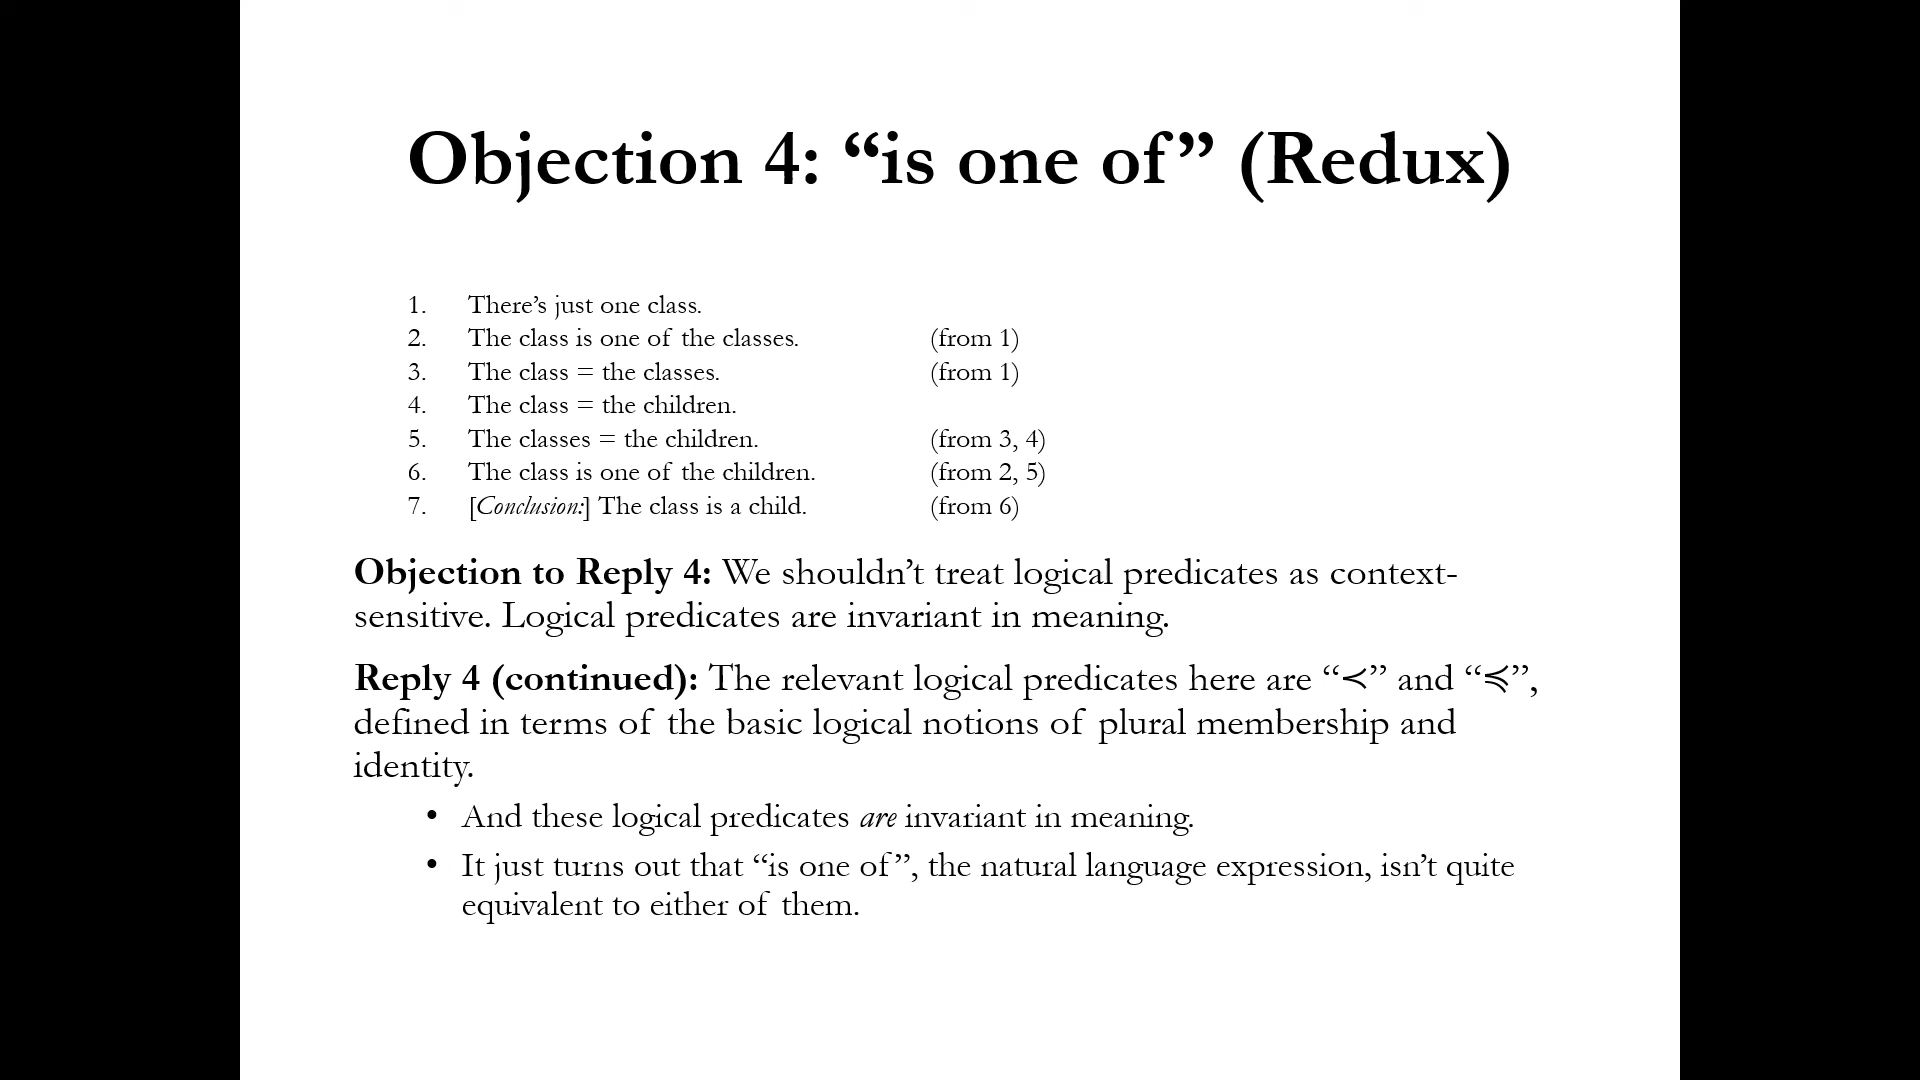 Objection 4: “is one of” (Redux)
1. There’s just one class.
2. The class is one of the classes. (from 1)
3. The class = the classes. (from 1)
4. The class = the children.
5. The classes = the children. (from 3, 4)
6. The class is one of the children. (from 2, 5)
7. [Conclusion:] The class is a child. (from 6)
Objection to Reply 4: We shouldn’t treat logical predicates as context-
sensitive. Logical predicates are invariant in meaning.
Reply 4 (continued): The relevant logical predicates here are “≺” and “≼”,
defined in terms of the basic logical notions of plural membership and
identity.
• And these logical predicates are invariant in meaning.
• It just turns out that “is one of”, the natural language expression, isn’t quite
equivalent to either of them.